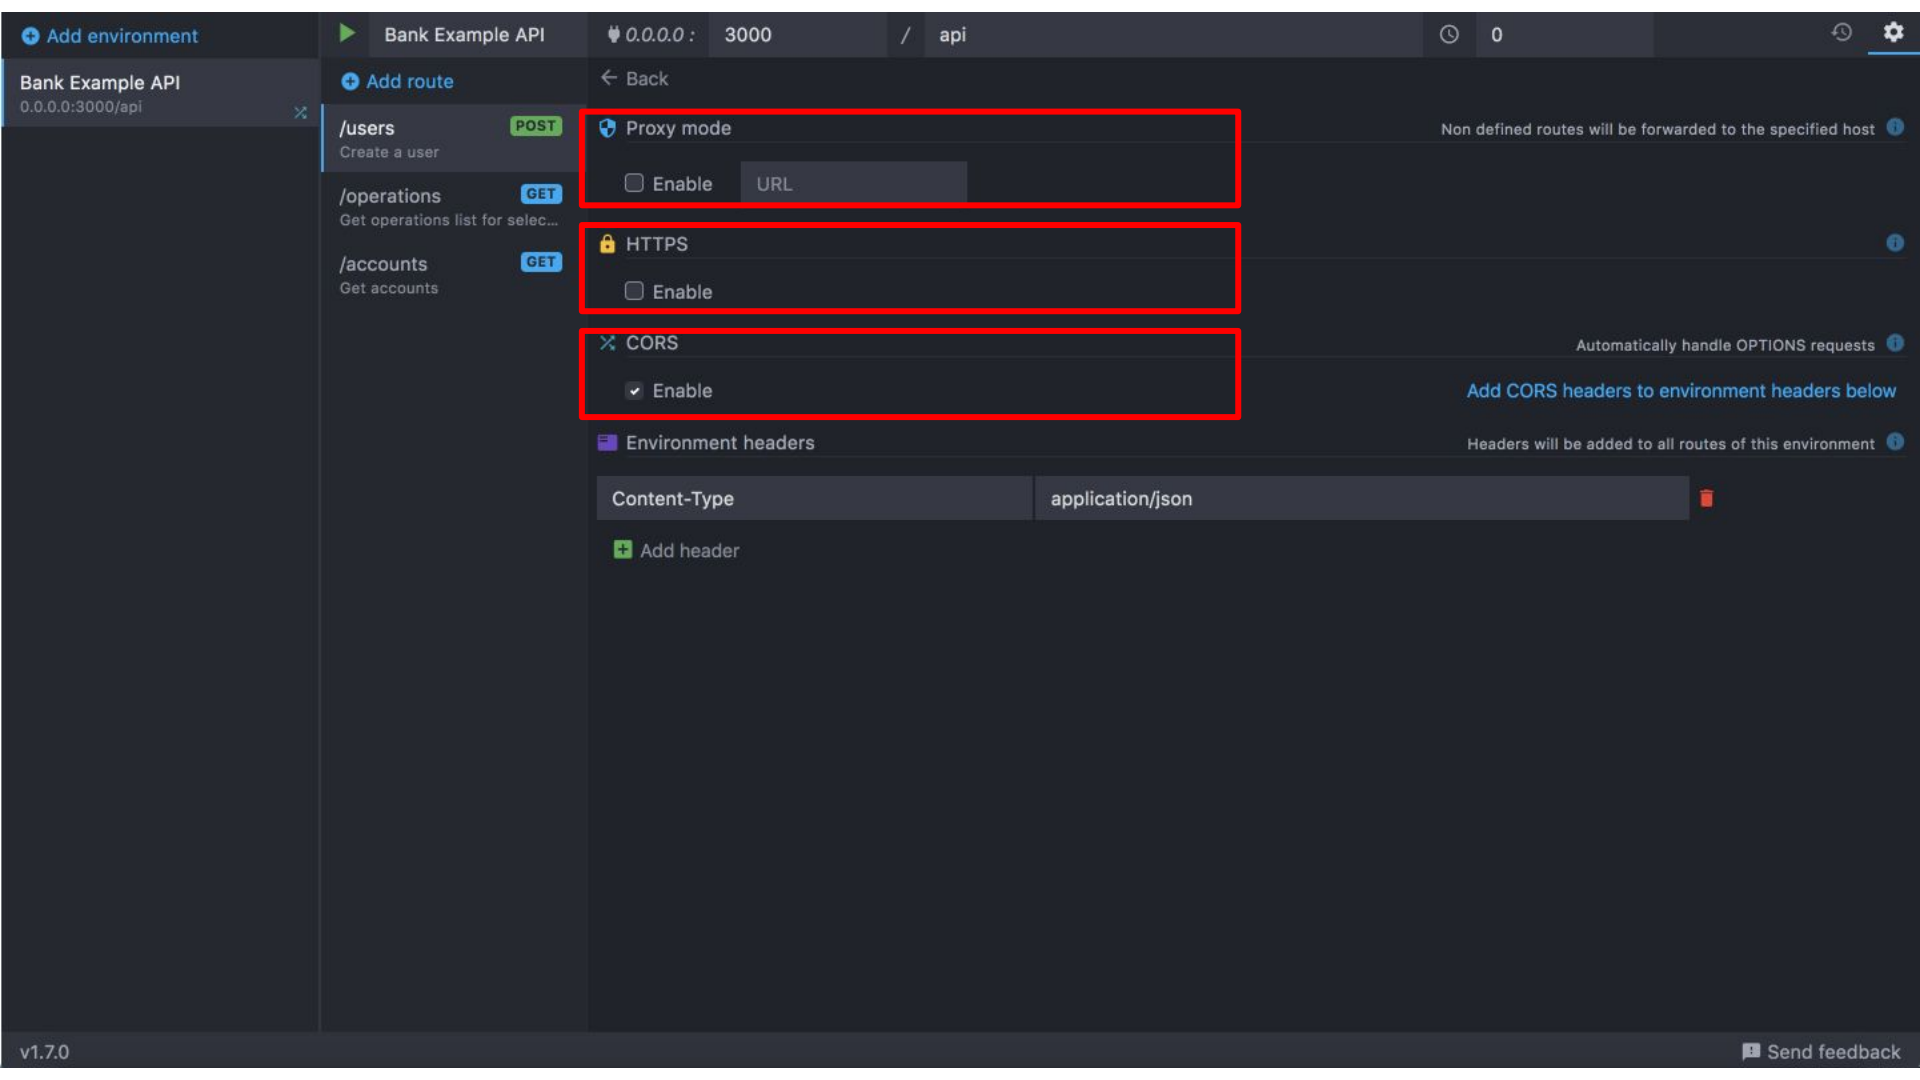 Add environment
Bank Example API
0.0.0.0:3000/api
Bank Example API
0.0.0.0 :
3000
/
api
0
Add route
/users
POST
Create a user
/operations
GET
Get operations list for selec...
/accounts
GET
Get accounts
Back
Proxy mode
Non defined routes will be forwarded to the specified host
Enable
URL
HTTPS
Enable
CORS
Automatically handle OPTIONS requests
Enable
Add CORS headers to environment headers below
Environment headers
Headers will be added to all routes of this environment
Content-Type
application/json
Add header
v1.7.0
Send feedback